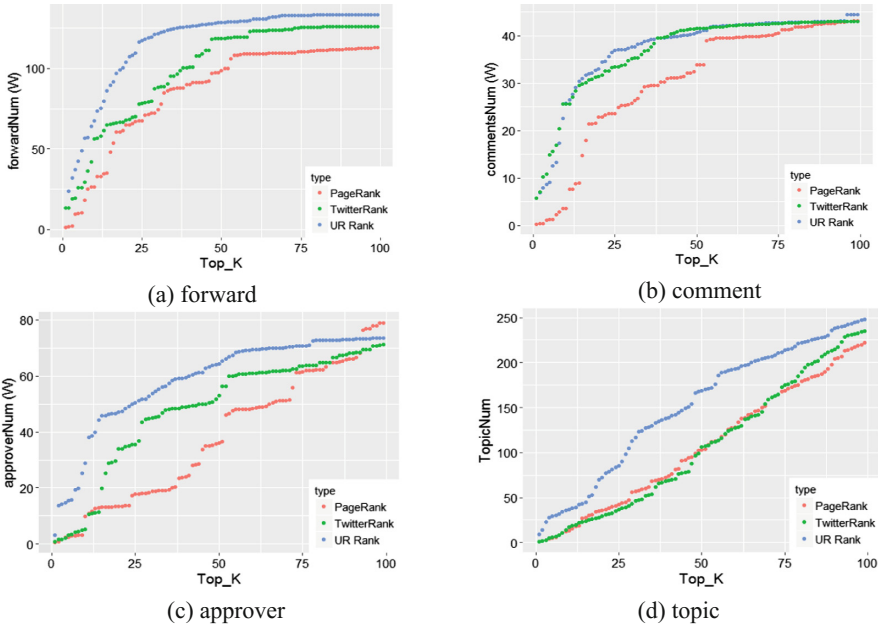 forvardNum (W)
100
50
0
0
25
50
75
100
Top_K
type
PageRank
TwitterRank
UR Rank
(a) forward
commentsNum (W)
40
30
20
10
0
0
25
50
75
100
Top_K
type
PageRank
TwitterRank
UR Rank
(b) comment
approverNum (W)
80
60
40
20
0
0
25
50
75
100
Top_K
type
PageRank
TwitterRank
UR Rank
(c) approver
TopicNum
250
200
150
100
50
0
0
25
50
75
100
Top_K
type
PageRank
TwitterRank
UR Rank
(d) topic